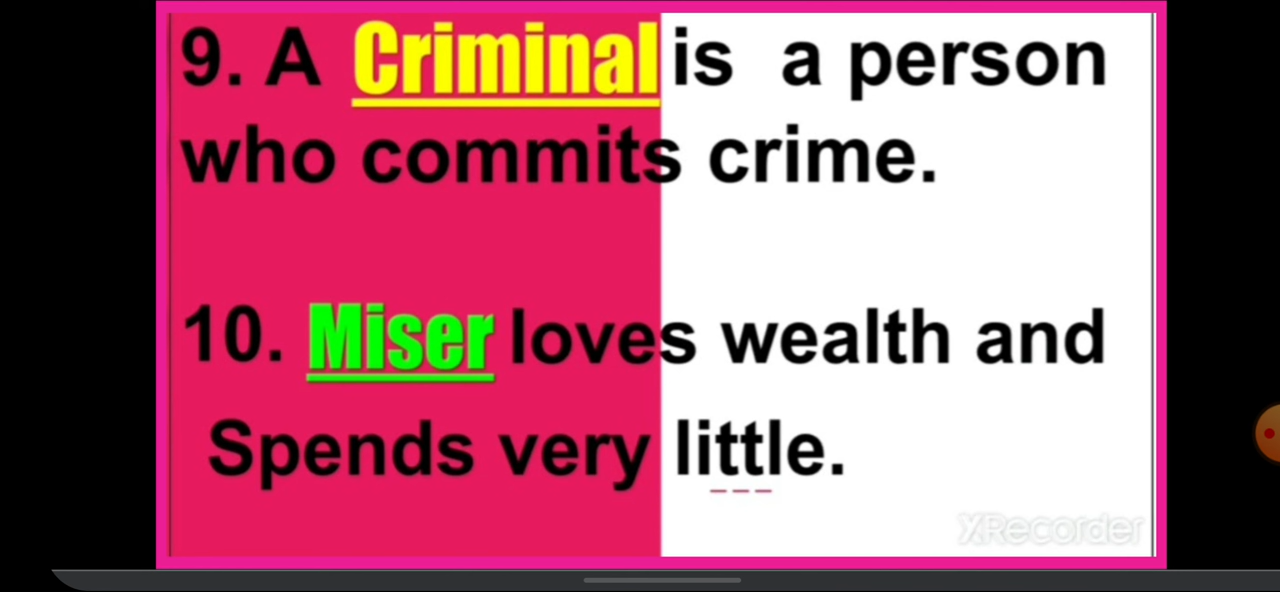 9. A Criminal is a person
who commits crime.
10. Miser loves wealth and
Spends very little.
XRecorder